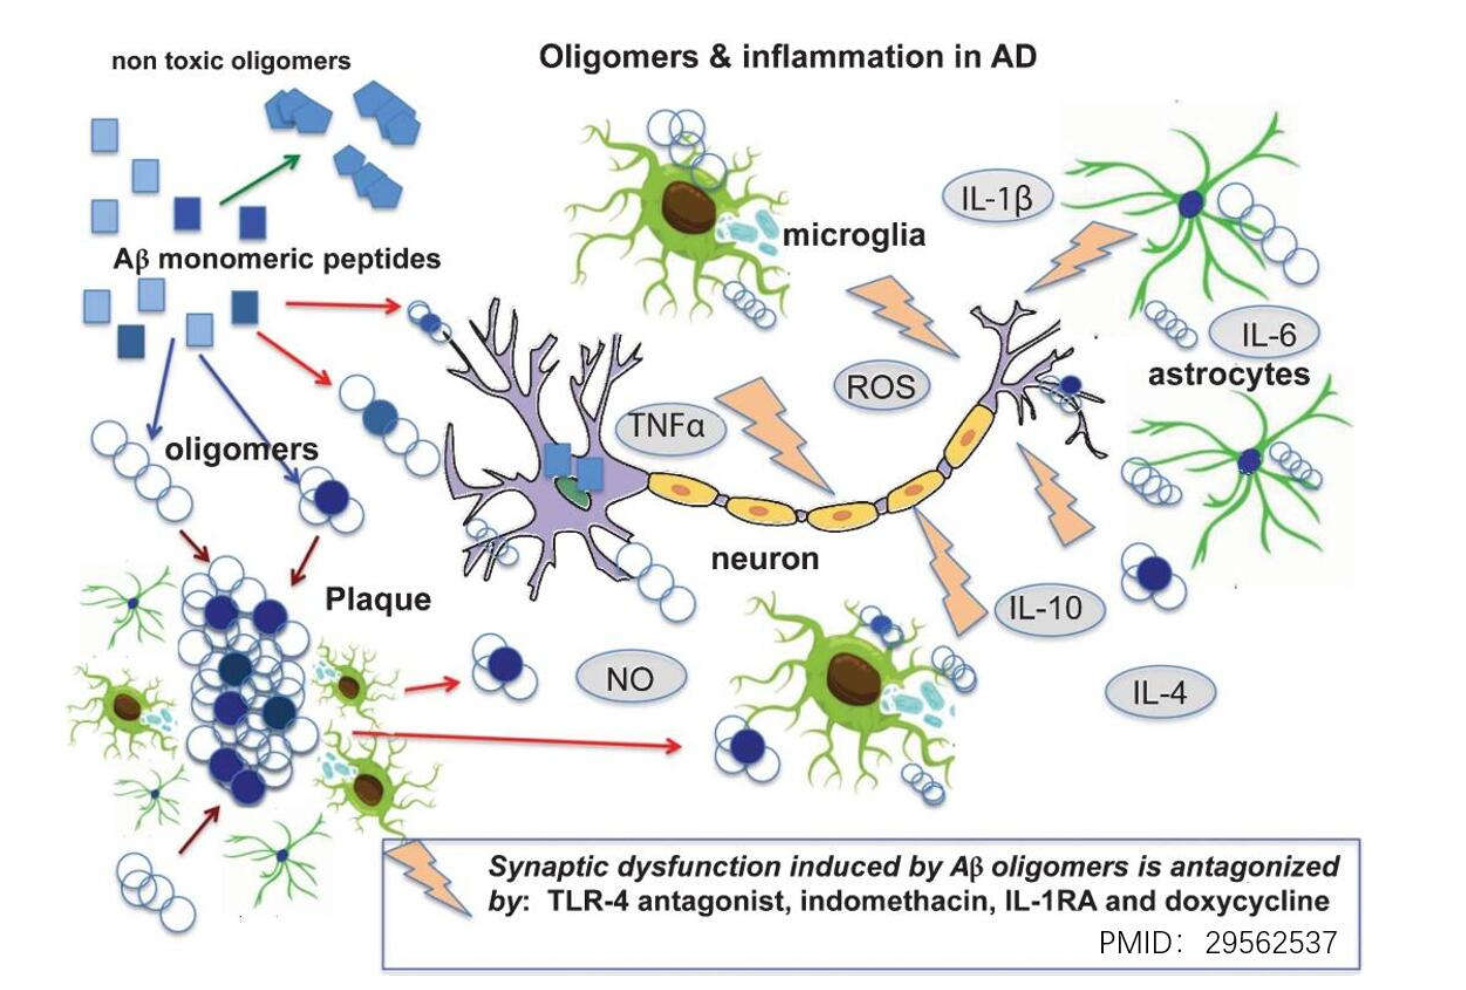 non toxic oligomers
Oligomers & inflammation in AD
Aβ monomeric peptides
microglia
IL-1β
IL-6
astrocytes
ROS
TNFα
oligomers
neuron
Plaque
IL-10
NO
IL-4
Synaptic dysfunction induced by Aβ oligomers is antagonized
by: TLR-4 antagonist, indomethacin, IL-1RA and doxycycline
PMID: 29562537